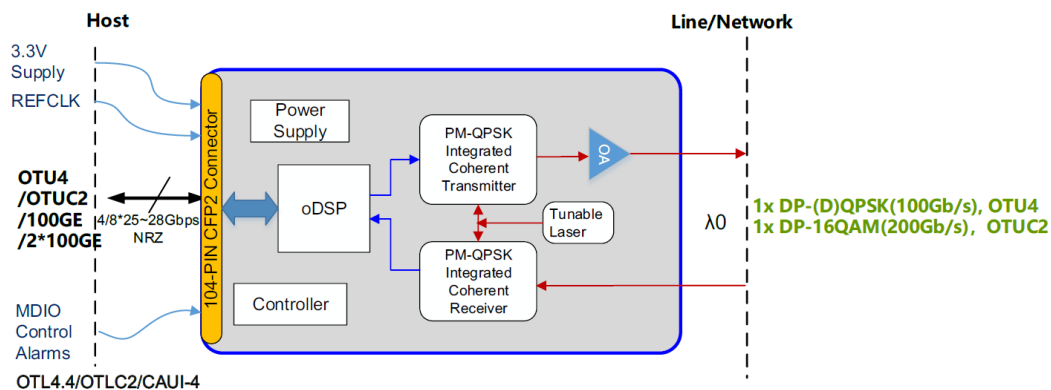 Host
Line/Network
3.3V
Supply
REFCLK
104-PIN CFP2 Connector
Power
Supply
PM-QPSK
Integrated
Coherent
Transmitter
OA
OTU4
/OTUC2
/100GE
/2*100GE
4/8*25~28Gbps
NRZ
oDSP
Tunable
Laser
λ0
1x DP-(D)QPSK(100Gb/s), OTU4
1x DP-16QAM(200Gb/s), OTUC2
PM-QPSK
Integrated
Coherent
Receiver
Controller
MDIO
Control
Alarms
OTL4.4/OTLC2/CAUI-4